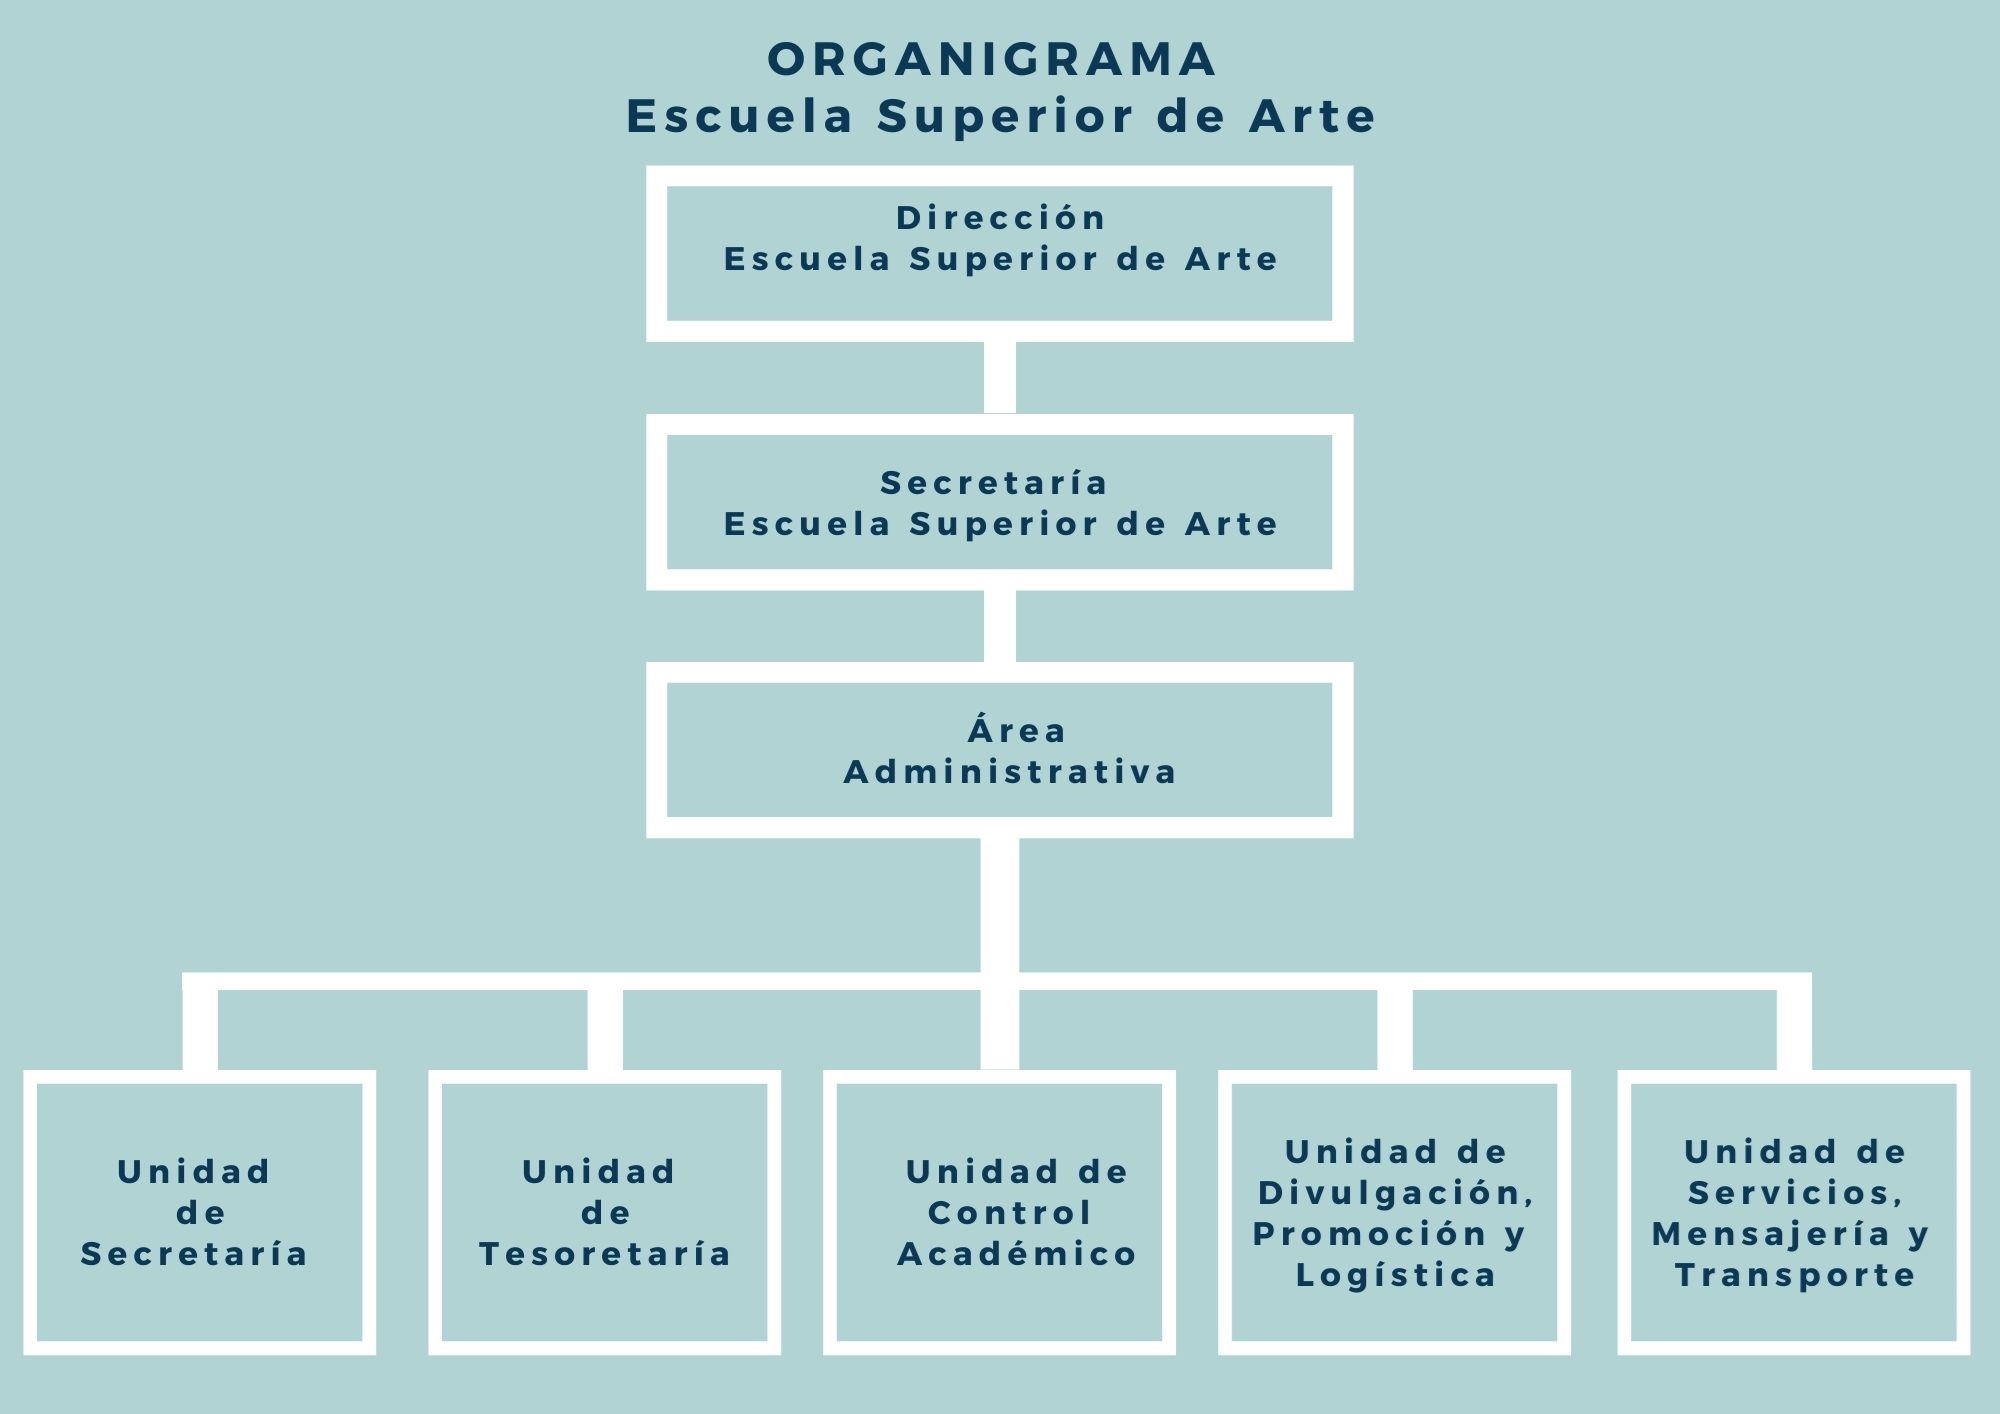 ORGANIGRAMA
Escuela Superior de Arte
Dirección
Escuela Superior de Arte
Secretaría
Escuela Superior de Arte
Área
Administrativa
Unidad
de
Secretaría
Unidad
de
Tesoretaría
Unidad de
Control
Académico
Unidad de
Divulgación,
Promoción y
Logística
Unidad de
Servicios,
Mensajería y
Transporte